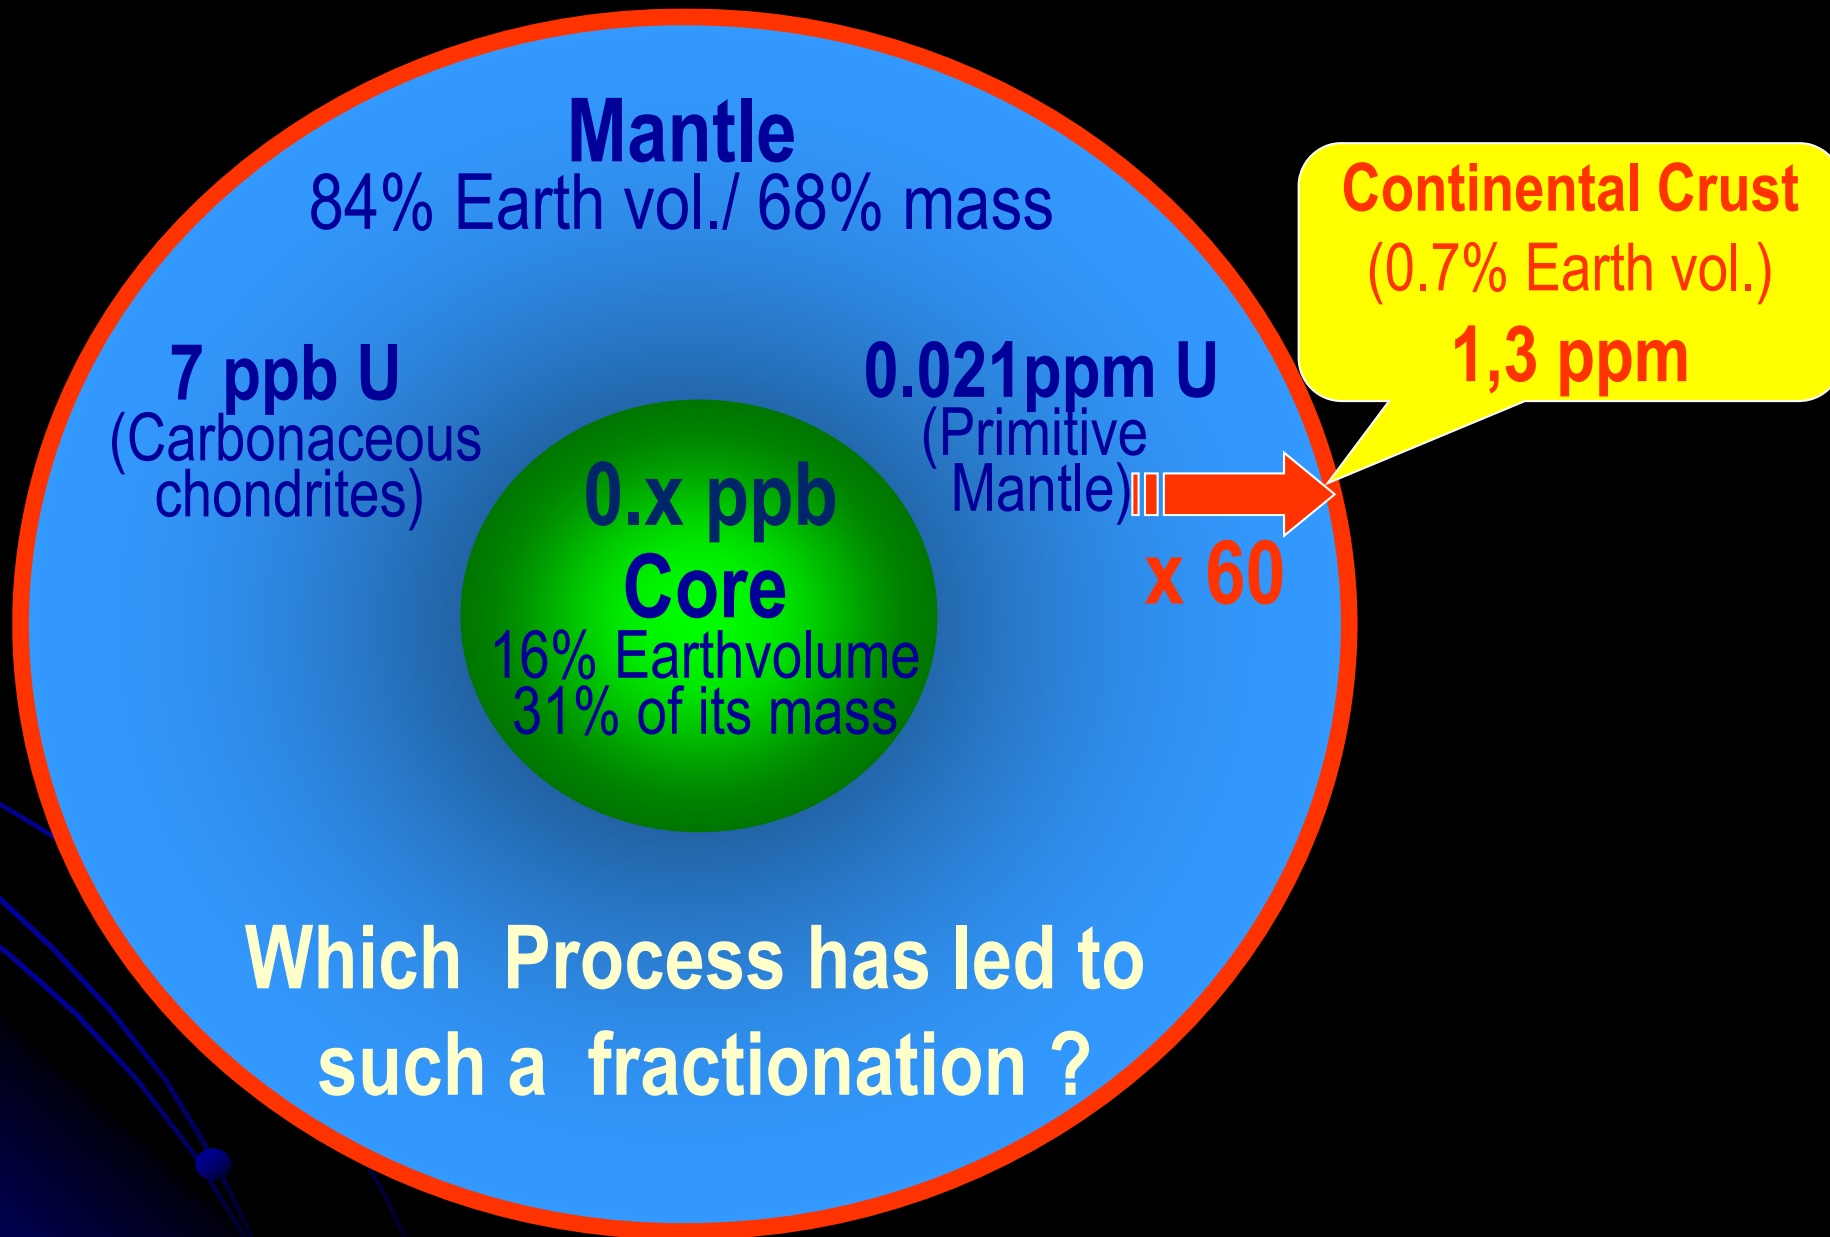 Mantle
84% Earth vol./ 68% mass
Continental Crust
(0.7% Earth vol.)
1,3 ppm
7 ppb U
(Carbonaceous
chondrites)
0.021ppm U
(Primitive
Mantle)
x 60
0.x ppb
Core
16% Earthvolume
31% of its mass
Which Process has led to
such a fractionation ?